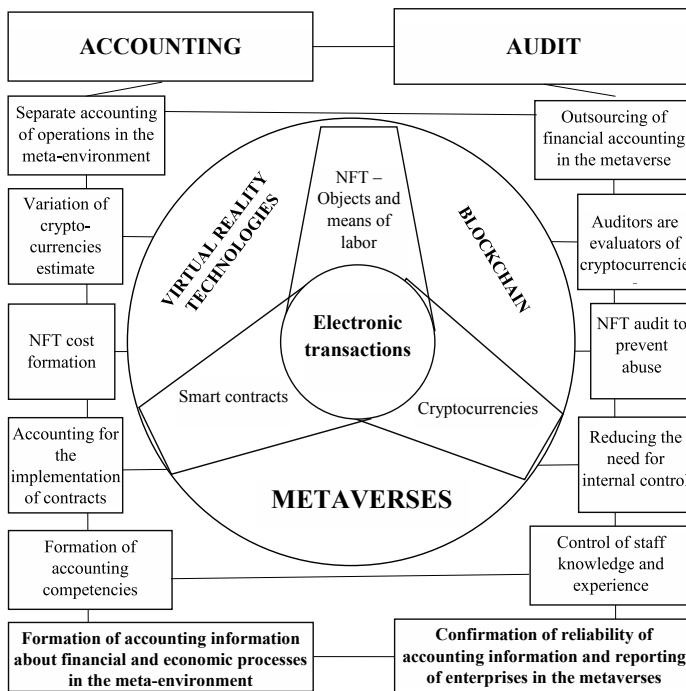 ACCOUNTING
AUDIT
Separate accounting
of operations in the
meta-environment
Outsourcing of
financial accounting
in the metaverse
NFT –
Objects and
means of
labor
VIRTUAL REALITY
TECHNOLOGIES
BLOCKCHAIN
Variation of
crypto-
currencies
estimate
Auditors are
evaluators of
cryptocurrencie
Electronic
transactions
NFT cost
formation
NFT audit to
prevent
abuse
Smart contracts
Cryptocurrencies
Accounting for
the
implementation
of contracts
Reducing the
need for
internal control
METAVERSES
Formation of
accounting
competencies
Control of staff
knowledge and
experience
Formation of accounting information
about financial and economic processes
in the meta-environment
Confirmation of reliability of
accounting information and reporting
of enterprises in the metaverses